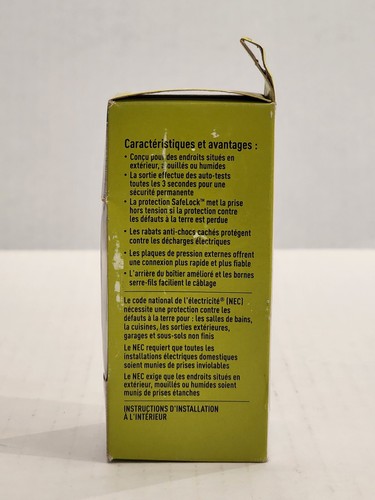 Caractéristiques et avantages :
• Conçu pour des endroits situés en
extérieur, mouillés ou humides
• La sortie effectue des auto-tests
toutes les 3 secondes pour une
sécurité permanente
• La protection SafeLock™ met la prise
hors tension si la protection contre
les défauts à la terre est perdue
• Les rabats anti-chocs cachés protégent
contre les décharges électriques
• Les plaques de pression externes offrent
une connexion plus rapide et plus fiable
• L'arrière du boîtier amélioré et les bornes
serre-fils facilient le câblage
Le code national de l'électricité® (NEC)
nécessite une protection contre les
défauts à la terre pour : les salles de bains,
la cuisines, les sorties extérieures,
garages et sous-sols non finis
Le NEC requiert que toutes les
installations électriques domestiques
soient munies de prises inviolables
Le NEC exige que les endroits situés en
extérieur, mouillés ou humides soient
munis de prises étanches
INSTRUCTIONS D'INSTALLATION
À L'INTÉRIEUR